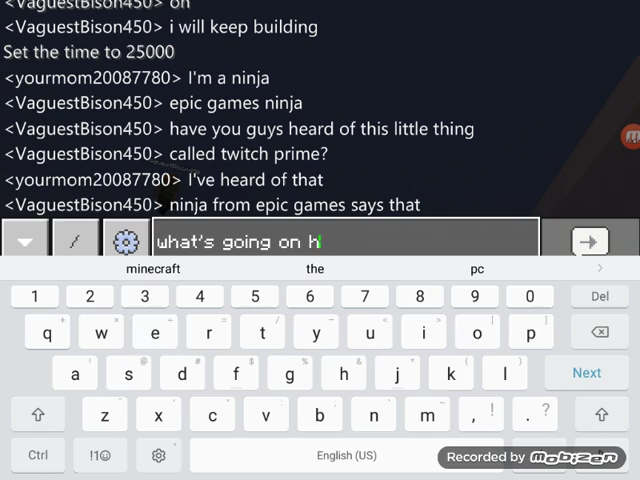 <VaguestBison450> oh
<VaguestBison450> i will keep building
Set the time to 25000
<yourmom20087780> I'm a ninja
<VaguestBison450> epic games ninja
<VaguestBison450> have you guys heard of this little thing
<VaguestBison450> called twitch prime?
<yourmom20087780> I've heard of that
<VaguestBison450> ninja from epic games says that
/ what's going on h
minecraft the pc
1 2 3 4 5 6 7 8 9 0 Del
q w e r t y u i o p
a s d f g h j k l Next
z x c v b n m , ! . ?
Ctrl !1☺ English (US)
Recorded by mobizen